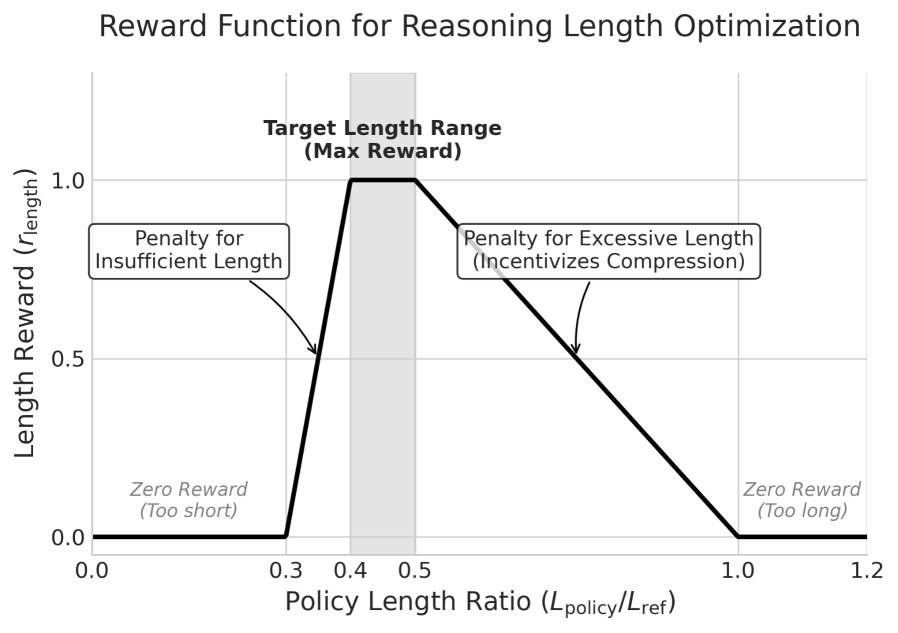 Reward Function for Reasoning Length Optimization
Target Length Range
(Max Reward)
Penalty for
Insufficient Length
Penalty for Excessive Length
(Incentivizes Compression)
Zero Reward
(Too short)
Zero Reward
(Too long)
Length Reward (r_length)
1.0
0.5
0.0
0.0 0.3 0.4 0.5 1.0 1.2
Policy Length Ratio (L_policy/L_ref)